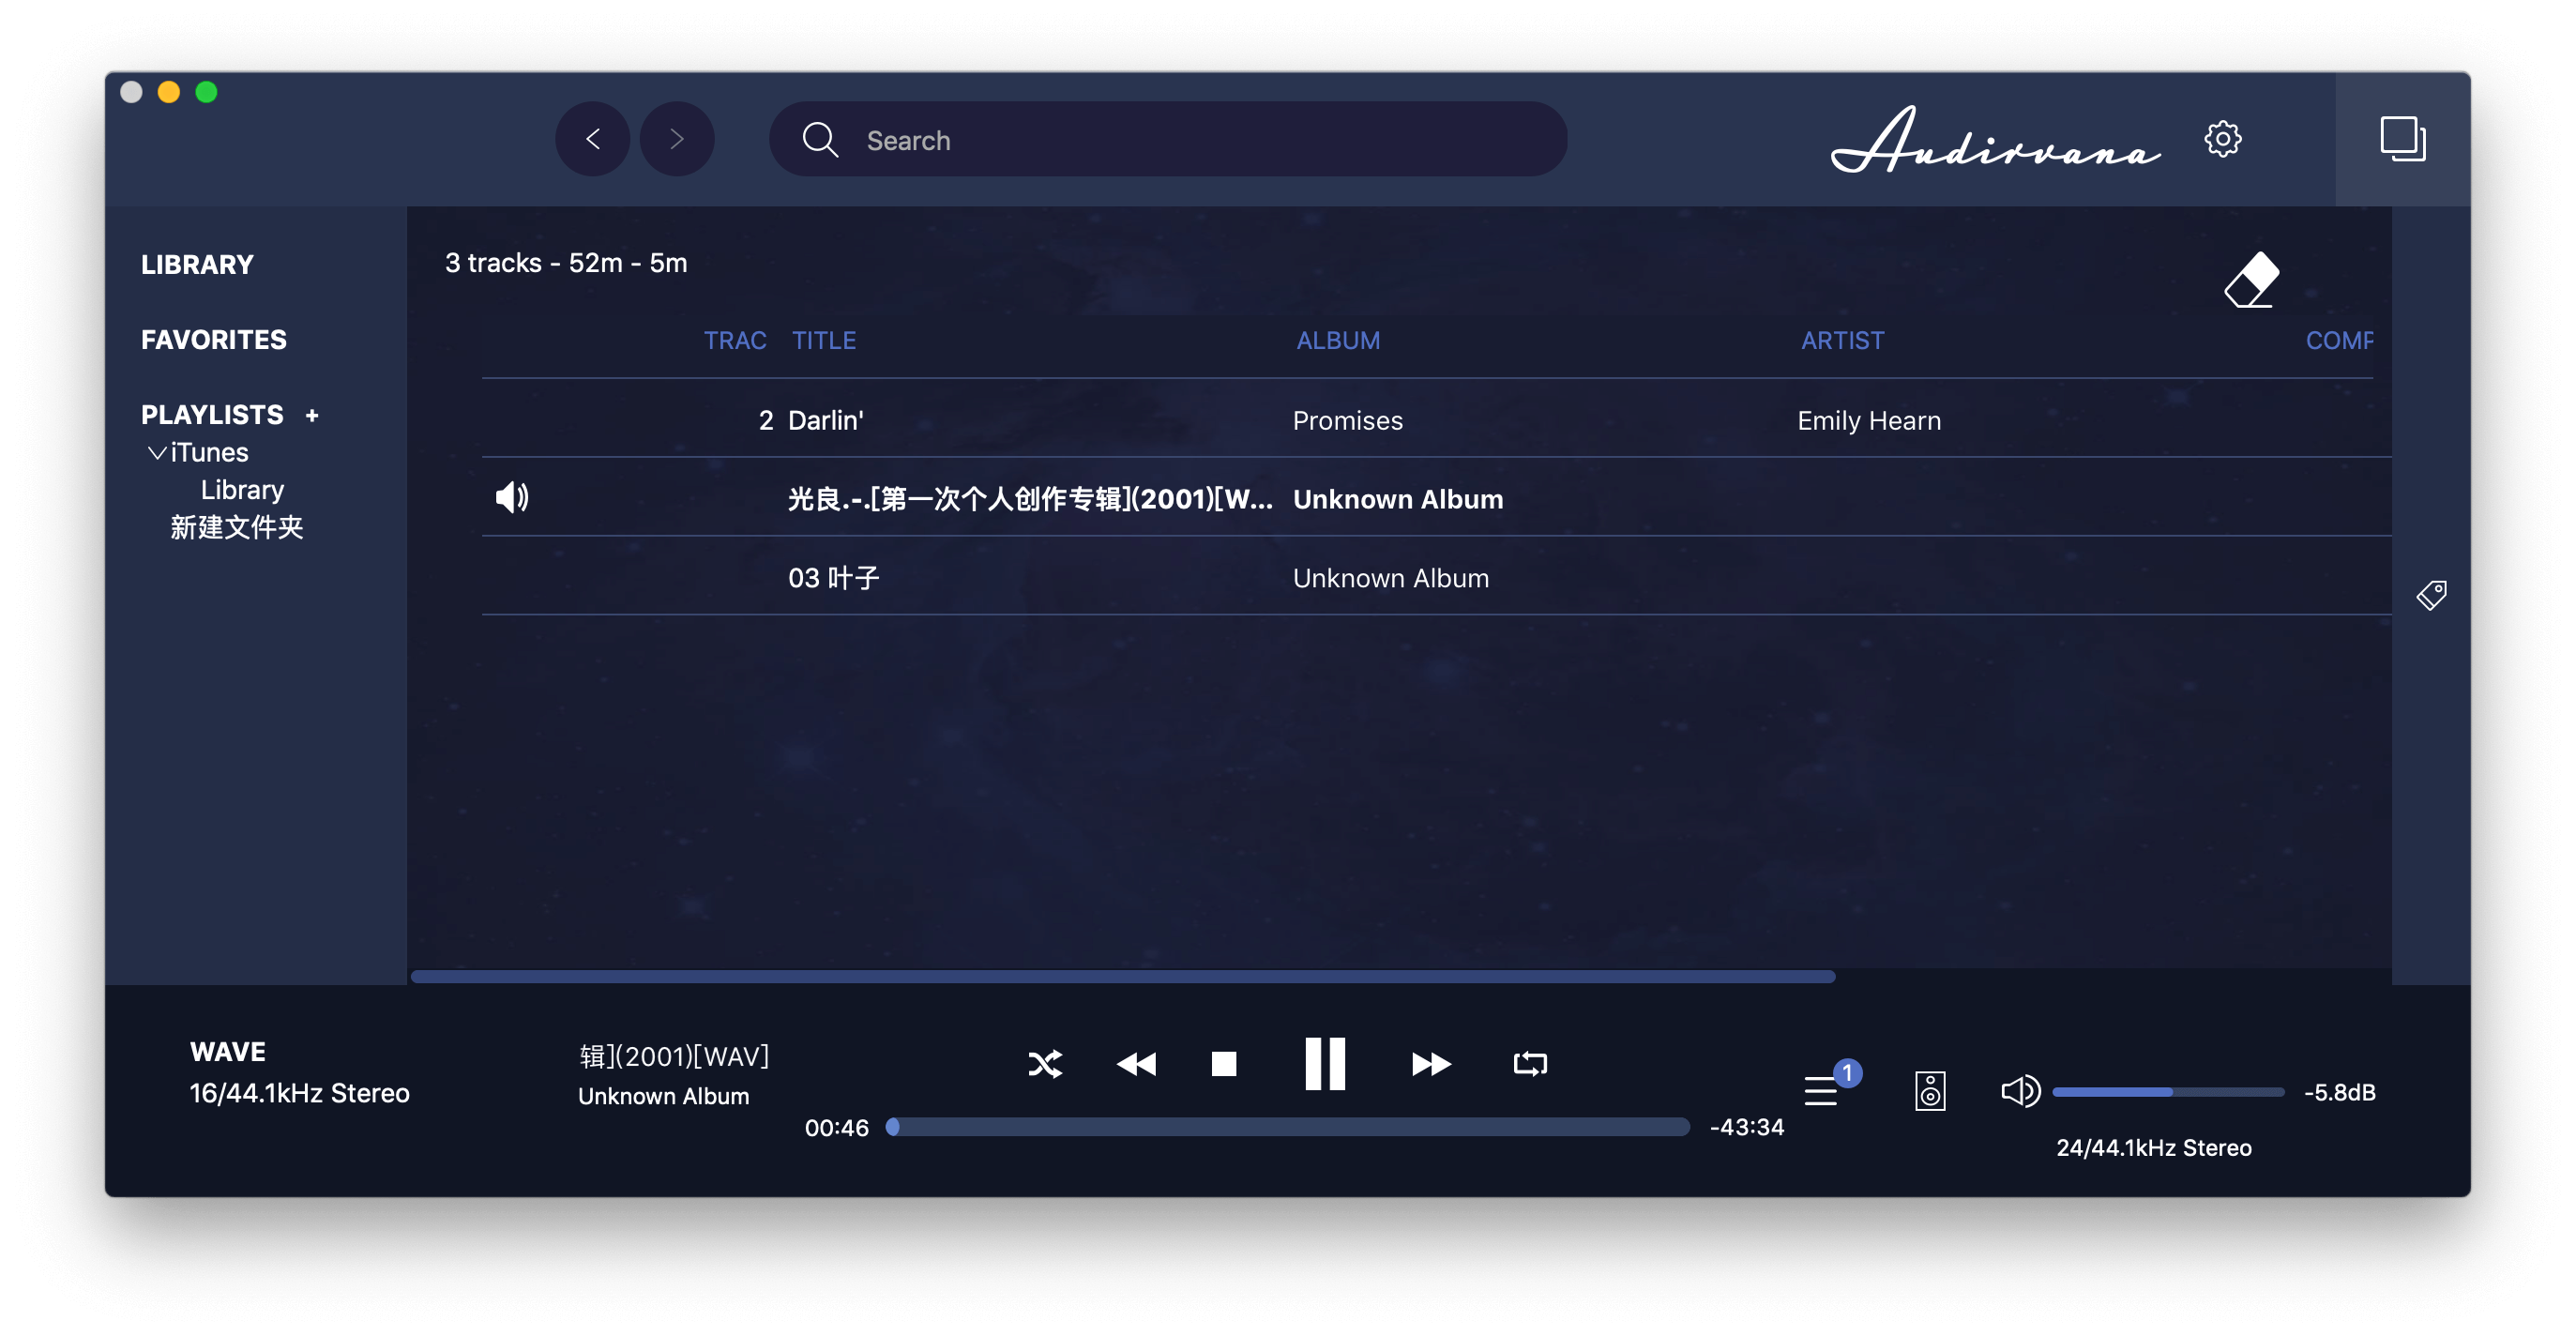 Search
Audirvana
LIBRARY
FAVORITES
PLAYLISTS +
iTunes
Library
新建文件夹
3 tracks - 52m - 5m
TRAC TITLE ALBUM ARTIST COMP
2 Darlin' Promises Emily Hearn
光良.-.[第一次个人创作专辑](2001)[W... Unknown Album
03 叶子 Unknown Album
WAVE
16/44.1kHz Stereo
辑](2001)[WAV]
Unknown Album
00:46
-43:34
1
-5.8dB
24/44.1kHz Stereo